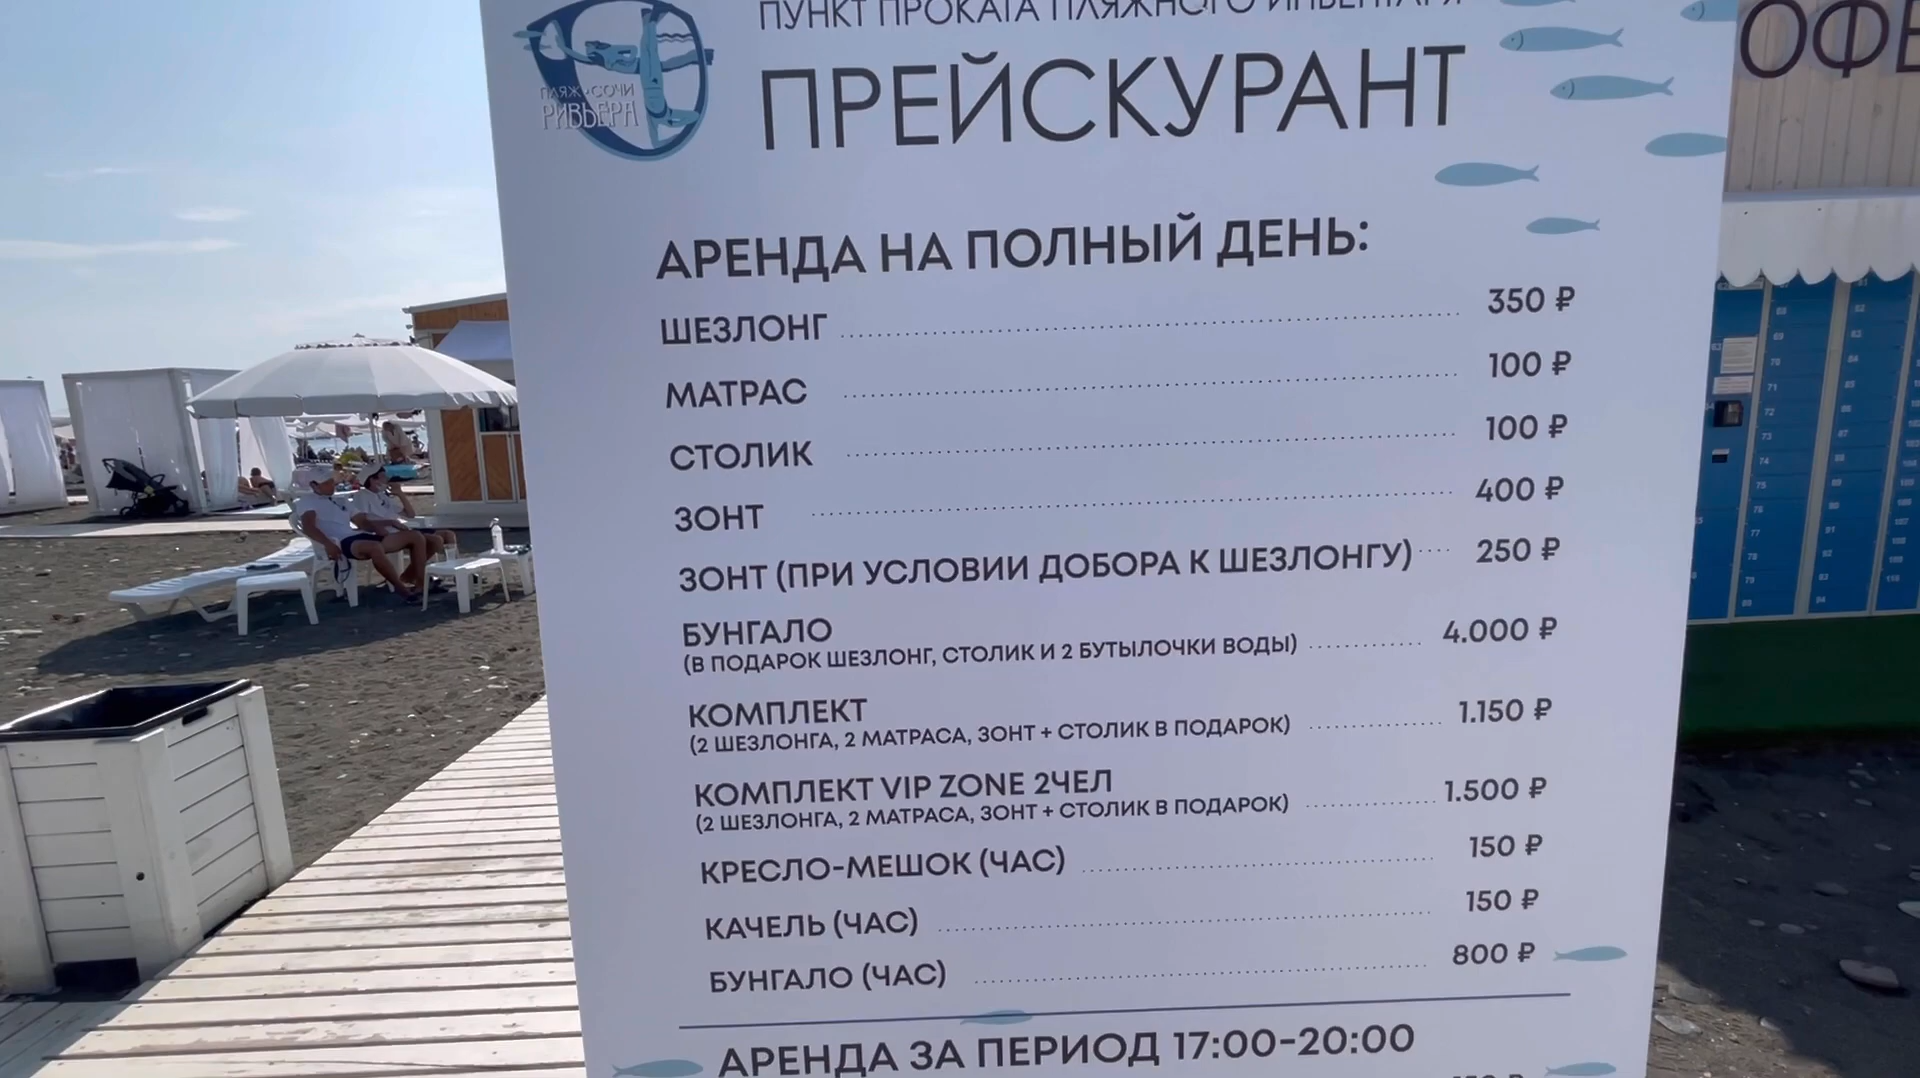 ПУНКТ ПРОКАТА ПЛЯЖНОГО ИНВЕНТАРЯ
ПЛЯЖ СОЧИ
РИВЬЕРА
ПРЕЙСКУРАНТ
АРЕНДА НА ПОЛНЫЙ ДЕНЬ:
ШЕЗЛОНГ 350 ₽
МАТРАС 100 ₽
СТОЛИК 100 ₽
ЗОНТ 400 ₽
ЗОНТ (ПРИ УСЛОВИИ ДОБОРА К ШЕЗЛОНГУ) 250 ₽
БУНГАЛО 4.000 ₽
(В ПОДАРОК ШЕЗЛОНГ, СТОЛИК И 2 БУТЫЛОЧКИ ВОДЫ)
КОМПЛЕКТ 1.150 ₽
(2 ШЕЗЛОНГА, 2 МАТРАСА, ЗОНТ + СТОЛИК В ПОДАРОК)
КОМПЛЕКТ VIP ZONE 2ЧЕЛ 1.500 ₽
(2 ШЕЗЛОНГА, 2 МАТРАСА, ЗОНТ + СТОЛИК В ПОДАРОК)
КРЕСЛО-МЕШОК (ЧАС) 150 ₽
КАЧЕЛЬ (ЧАС) 150 ₽
БУНГАЛО (ЧАС) 800 ₽
АРЕНДА ЗА ПЕРИОД 17:00-20:00